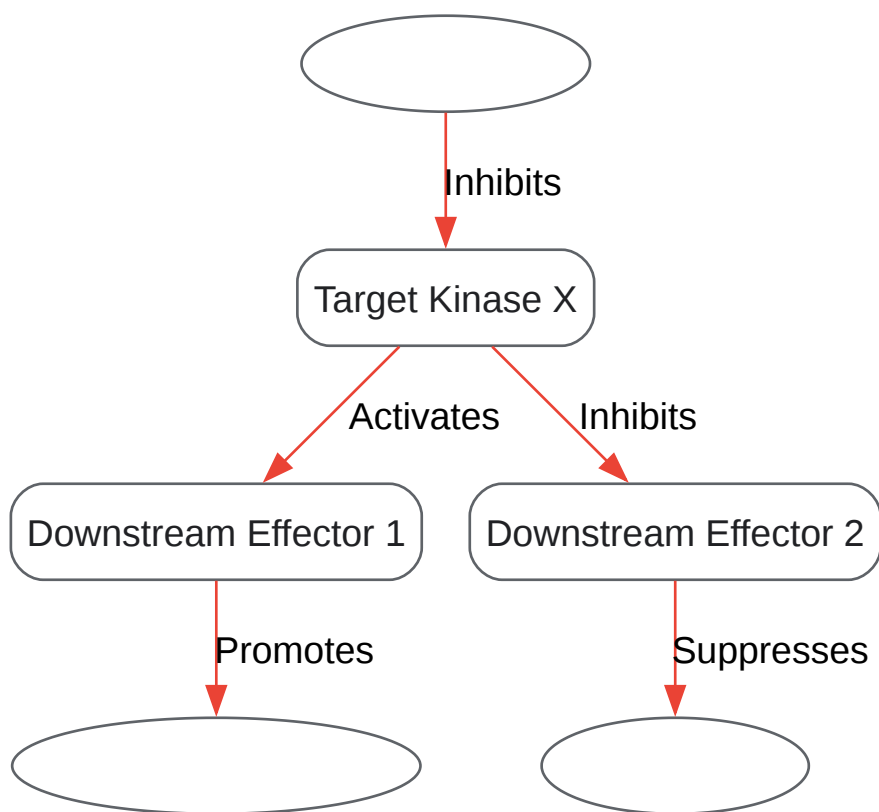 Inhibits
Target Kinase X
Activates
Inhibits
Downstream Effector 1
Downstream Effector 2
Promotes
Suppresses